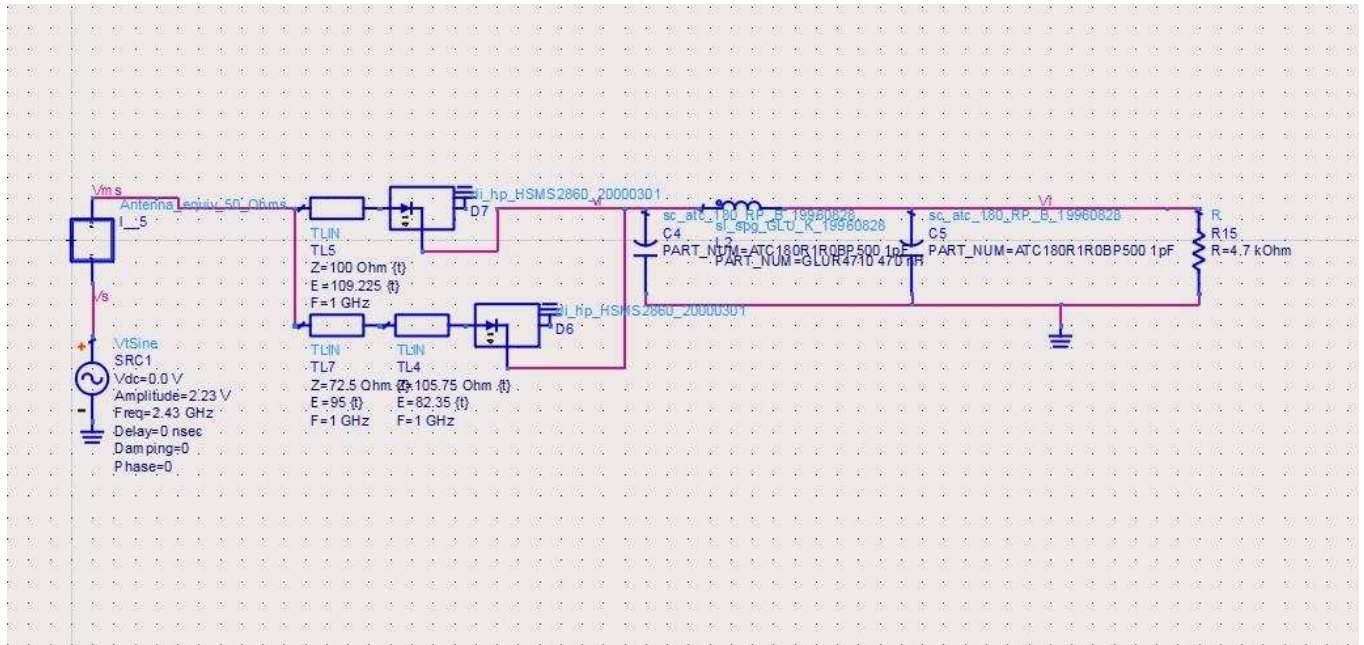 Vms
Antenna_equiv_50_Ohms
I__5
Vs
VtSine
SRC1
Vdc=0.0 V
Amplitude=2.23 V
Freq=2.43 GHz
Delay=0 nsec
Damping=0
Phase=0
TLIN
TL5
Z=100 Ohm {t}
E=109.225 {t}
F=1 GHz
di_hp_HSMS2860_20000301
D7
TLIN
TL7
Z=72.5 Ohm {t}
E=95 {t}
F=1 GHz
TLIN
TL4
Z=105.75 Ohm {t}
E=82.35 {t}
F=1 GHz
di_hp_HSMS2860_20000301
D6
sc_atc_180_RP_B_19960828
C4
PART_NUM=ATC180R1R0BP500 1pF
sl_spg_GLU_K_19960828
L2
PART_NUM=GLUR4710 470 nH
sc_atc_180_RP_B_19960828
C5
PART_NUM=ATC180R1R0BP500 1pF
R
R15
R=4.7 kOhm